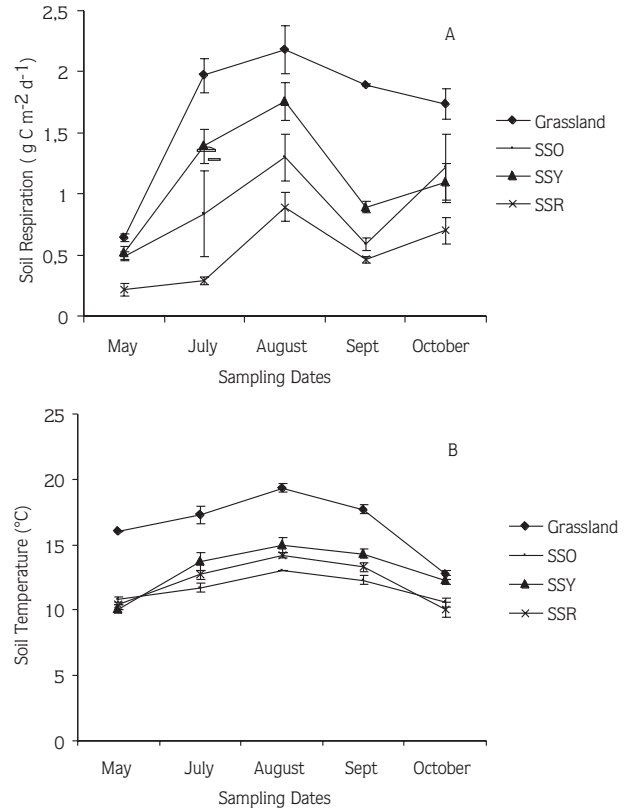 A
Soil Respiration ( g C m-2 d-1)
2,5
2
1,5
1
0,5
0
May July August Sept October
Sampling Dates
Grassland
SSO
SSY
SSR
B
Soil Temperature (°C)
25
20
15
10
5
0
May July August Sept October
Sampling Dates
Grassland
SSO
SSY
SSR